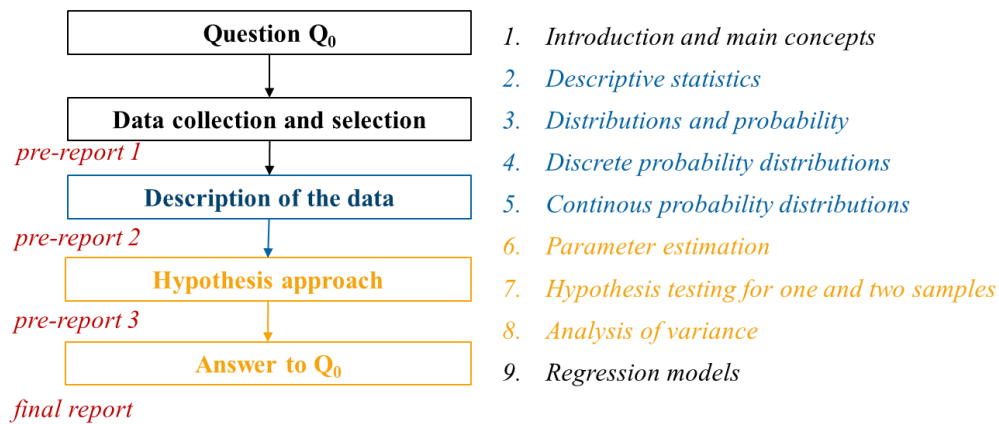 Question Q₀
Data collection and selection
pre-report 1
Description of the data
pre-report 2
Hypothesis approach
pre-report 3
Answer to Q₀
final report
1. Introduction and main concepts
2. Descriptive statistics
3. Distributions and probability
4. Discrete probability distributions
5. Continous probability distributions
6. Parameter estimation
7. Hypothesis testing for one and two samples
8. Analysis of variance
9. Regression models